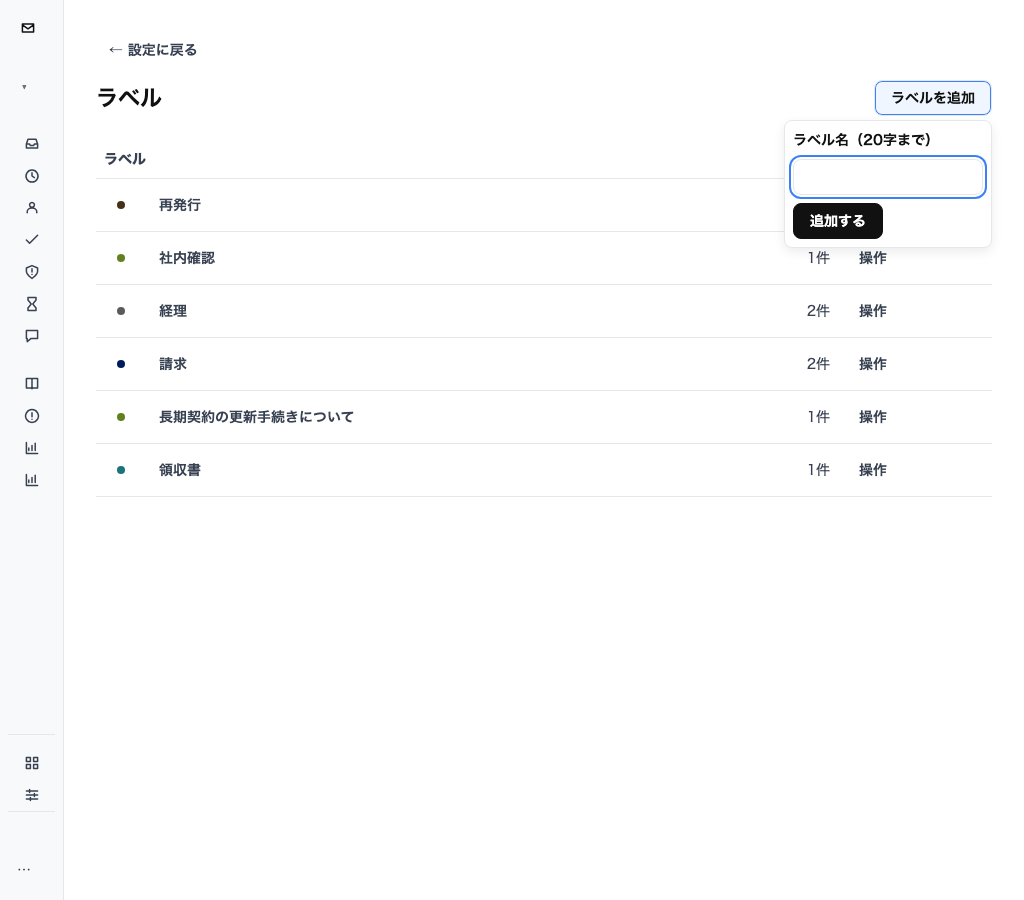 ← 設定に戻る
ラベル
ラベルを追加
ラベル名（20字まで）
追加する
ラベル
再発行
社内確認 1件 操作
経理 2件 操作
請求 2件 操作
長期契約の更新手続きについて 1件 操作
領収書 1件 操作